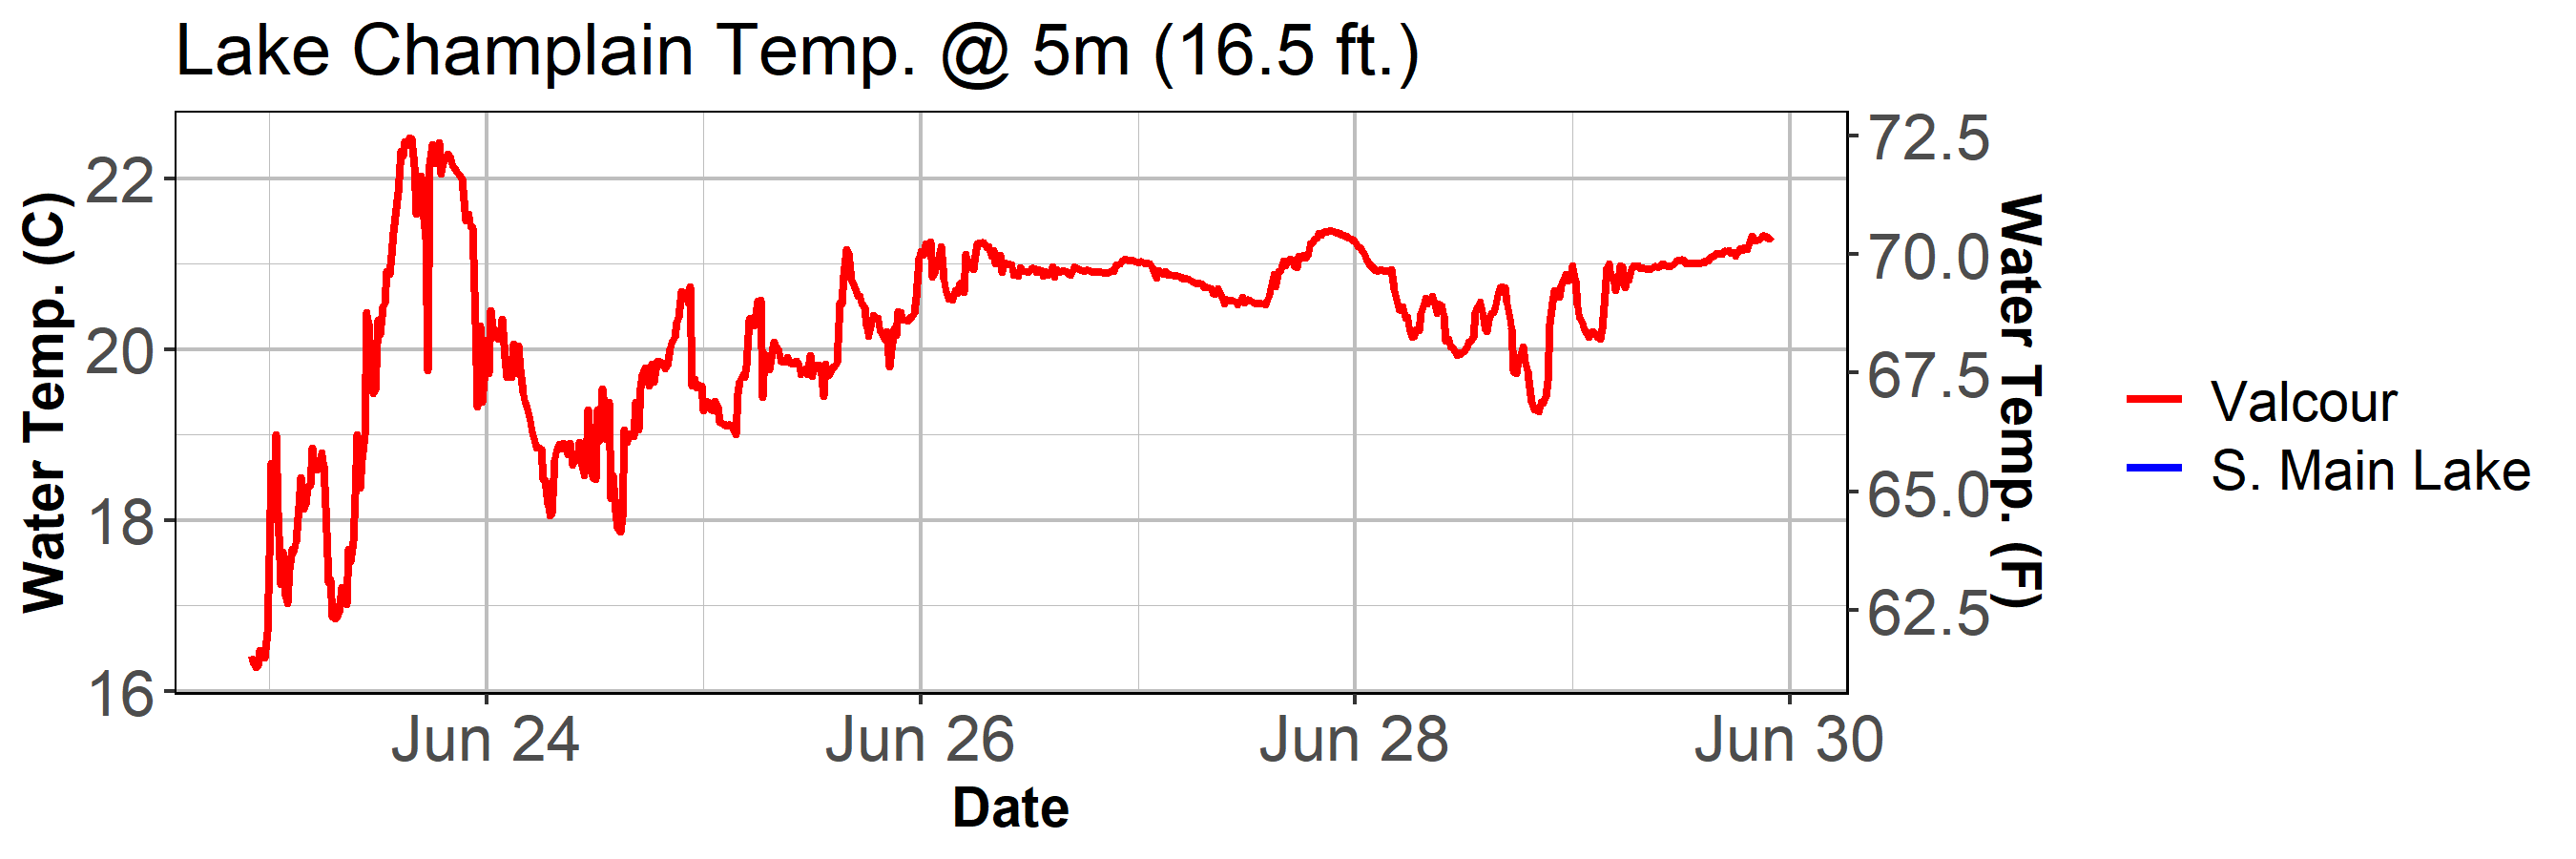 Lake Champlain Temp. @ 5m (16.5 ft.)
Water Temp. (C)
22
20
18
16
72.5
70.0
67.5
65.0
62.5
Water Temp. (F)
Jun 24
Jun 26
Jun 28
Jun 30
Date
Valcour
S. Main Lake